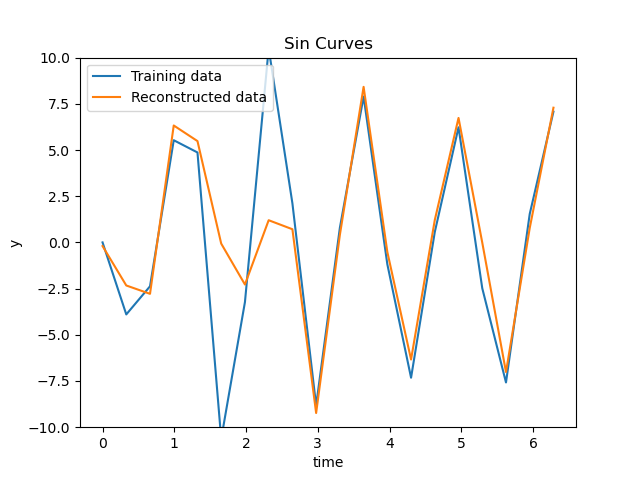 Sin Curves
Training data
Reconstructed data
10.0
7.5
5.0
2.5
0.0
−2.5
−5.0
−7.5
−10.0
y
0 1 2 3 4 5 6
time